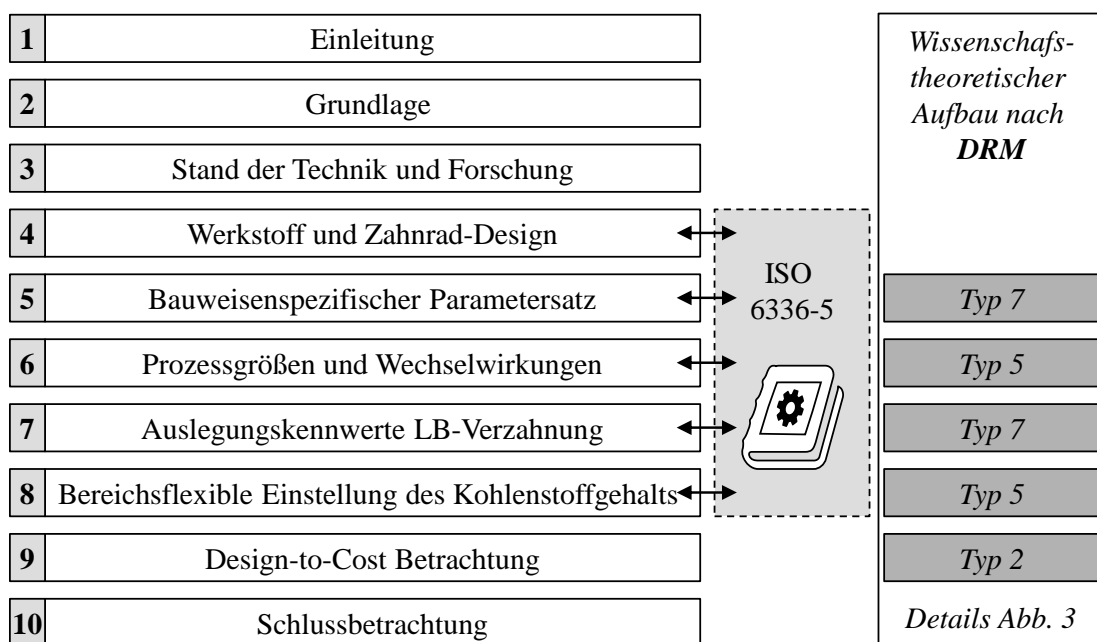 1 Einleitung
2 Grundlage
3 Stand der Technik und Forschung
4 Werkstoff und Zahnrad-Design
5 Bauweisenspezifischer Parametersatz
6 Prozessgrößen und Wechselwirkungen
7 Auslegungskennwerte LB-Verzahnung
8 Bereichsflexible Einstellung des Kohlenstoffgehalts
9 Design-to-Cost Betrachtung
10 Schlussbetrachtung
ISO
6336-5
Wissenschafs-
theoretischer
Aufbau nach
DRM
Typ 7
Typ 5
Typ 7
Typ 5
Typ 2
Details Abb. 3